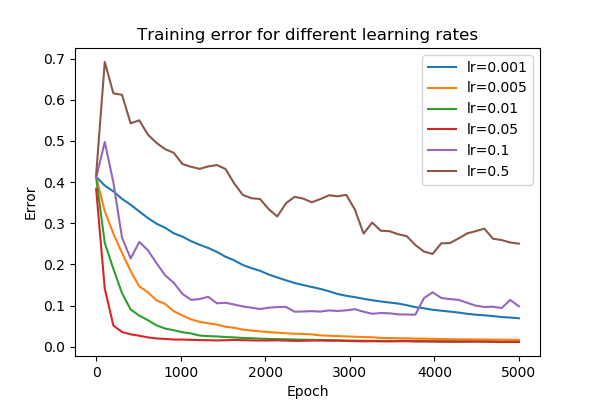 Training error for different learning rates
0.7
0.6
0.5
0.4
0.3
0.2
0.1
0.0
Error
lr=0.001
lr=0.005
lr=0.01
lr=0.05
lr=0.1
lr=0.5
0 1000 2000 3000 4000 5000
Epoch